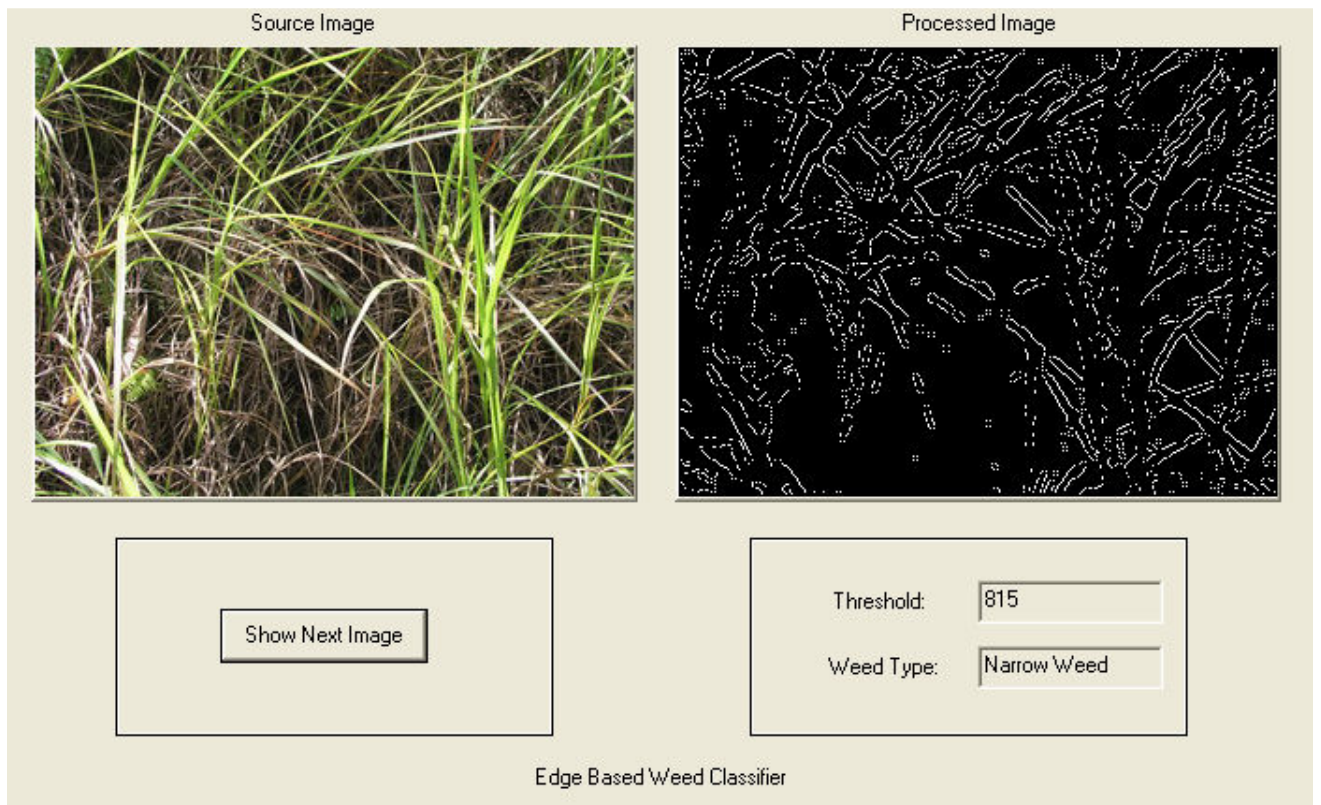 Source Image
Processed Image
Show Next Image
Threshold:
815
Weed Type:
Narrow Weed
Edge Based Weed Classifier